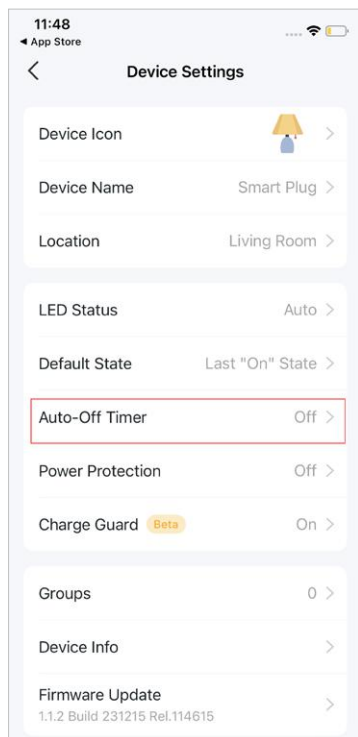 11:48
◀ App Store
Device Settings
Device Icon
Device Name Smart Plug
Location Living Room
LED Status Auto
Default State Last "On" State
Auto-Off Timer Off
Power Protection Off
Charge Guard Beta On
Groups 0
Device Info
Firmware Update
1.1.2 Build 231215 Rel.114615